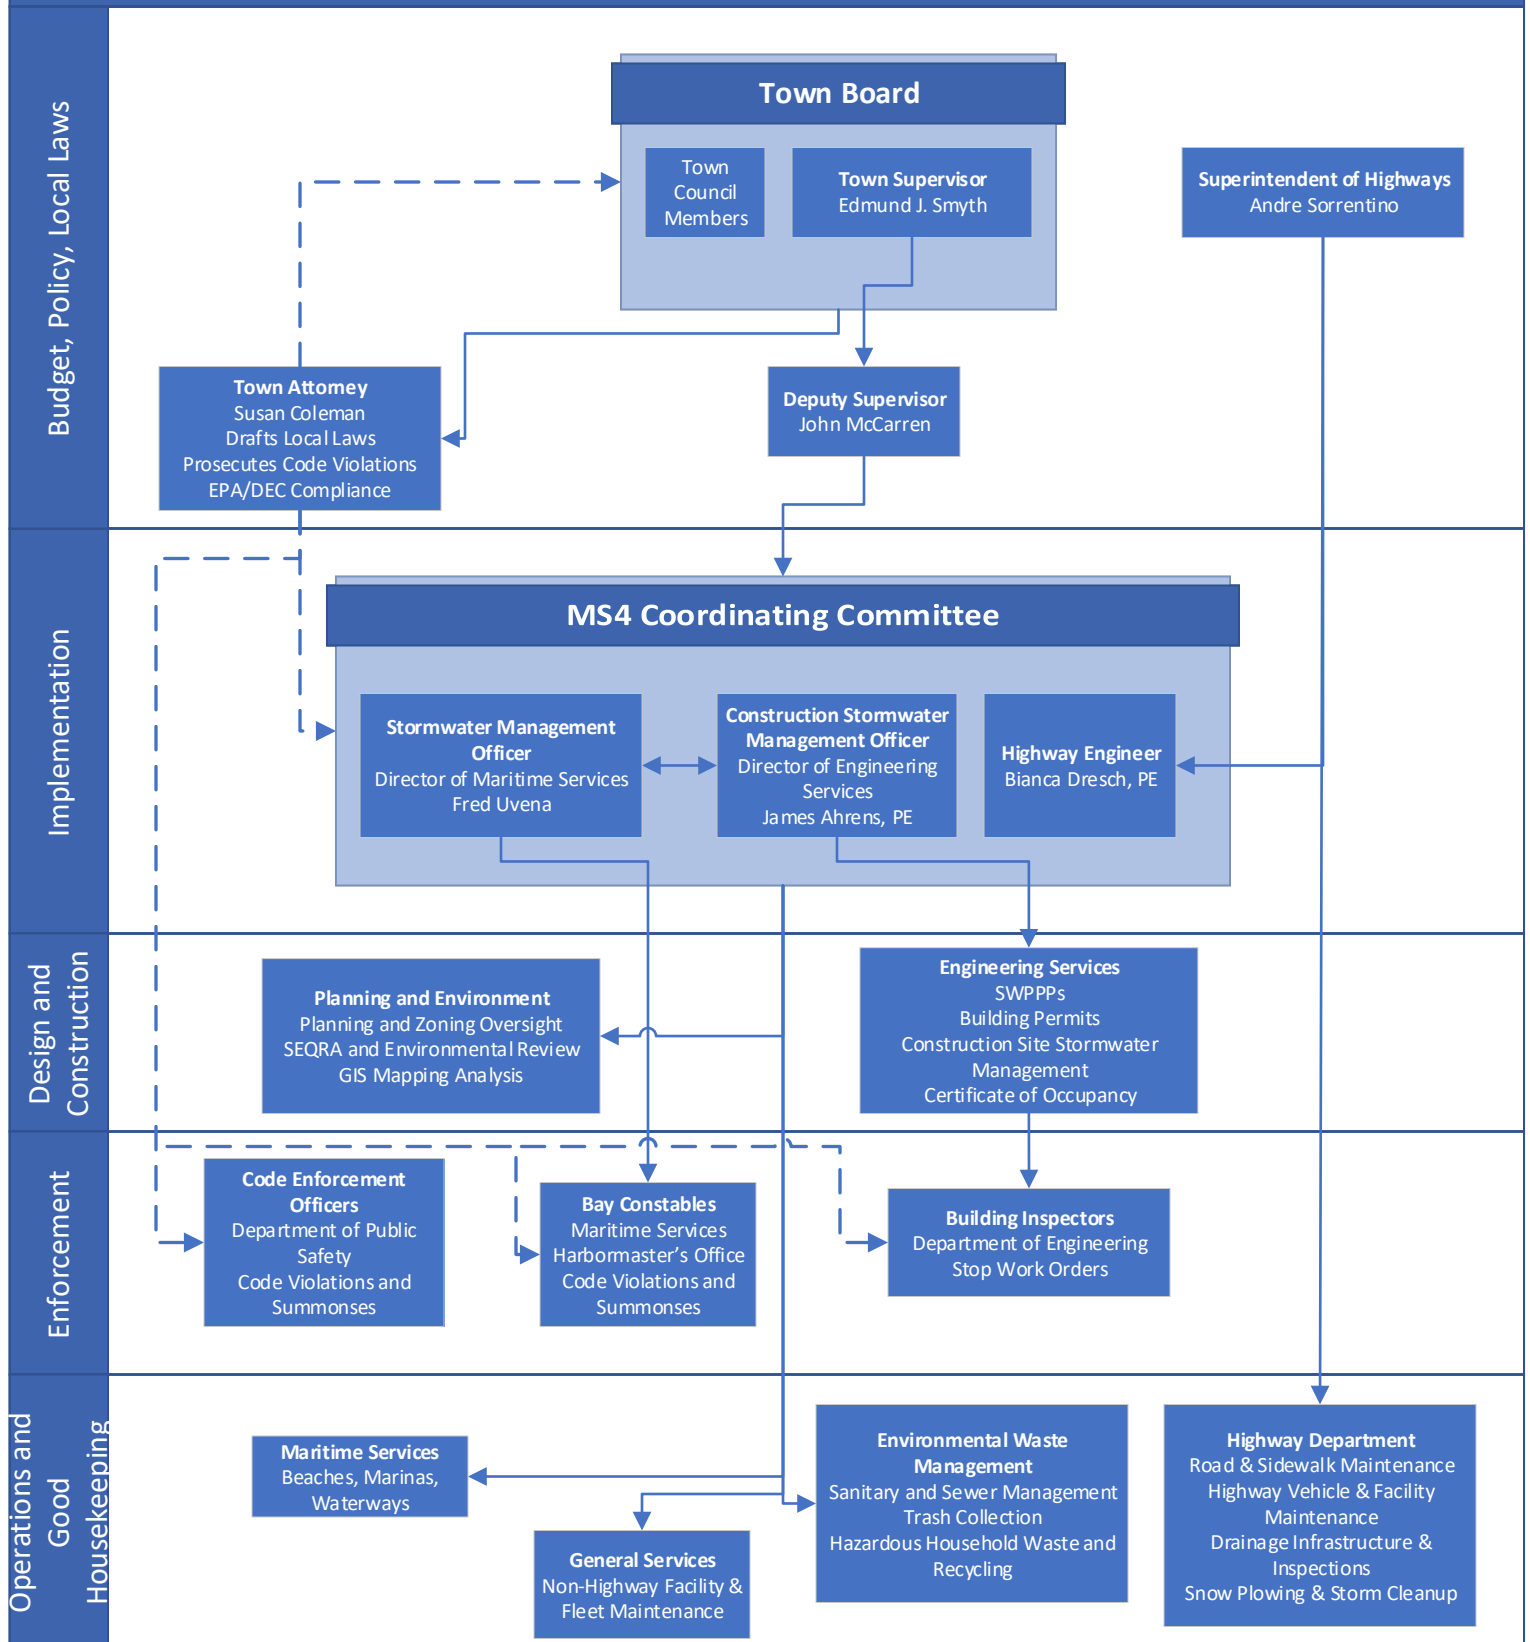 Budget, Policy, Local Laws
Town Board
Town
Council
Members
Town Supervisor
Edmund J. Smyth
Superintendent of Highways
Andre Sorrentino
Town Attorney
Susan Coleman
Drafts Local Laws
Prosecutes Code Violations
EPA/DEC Compliance
Deputy Supervisor
John McCarren
Implementation
MS4 Coordinating Committee
Stormwater Management
Officer
Director of Maritime Services
Fred Uvena
Construction Stormwater
Management Officer
Director of Engineering
Services
James Ahrens, PE
Highway Engineer
Bianca Dresch, PE
Design and
Construction
Planning and Environment
Planning and Zoning Oversight
SEQRA and Environmental Review
GIS Mapping Analysis
Engineering Services
SWPPPs
Building Permits
Construction Site Stormwater
Management
Certificate of Occupancy
Enforcement
Code Enforcement
Officers
Department of Public
Safety
Code Violations and
Summonses
Bay Constables
Maritime Services
Harbormaster’s Office
Code Violations and
Summonses
Building Inspectors
Department of Engineering
Stop Work Orders
Operations and
Good
Housekeeping
Maritime Services
Beaches, Marinas,
Waterways
General Services
Non-Highway Facility &
Fleet Maintenance
Environmental Waste
Management
Sanitary and Sewer Management
Trash Collection
Hazardous Household Waste and
Recycling
Highway Department
Road & Sidewalk Maintenance
Highway Vehicle & Facility
Maintenance
Drainage Infrastructure &
Inspections
Snow Plowing & Storm Cleanup